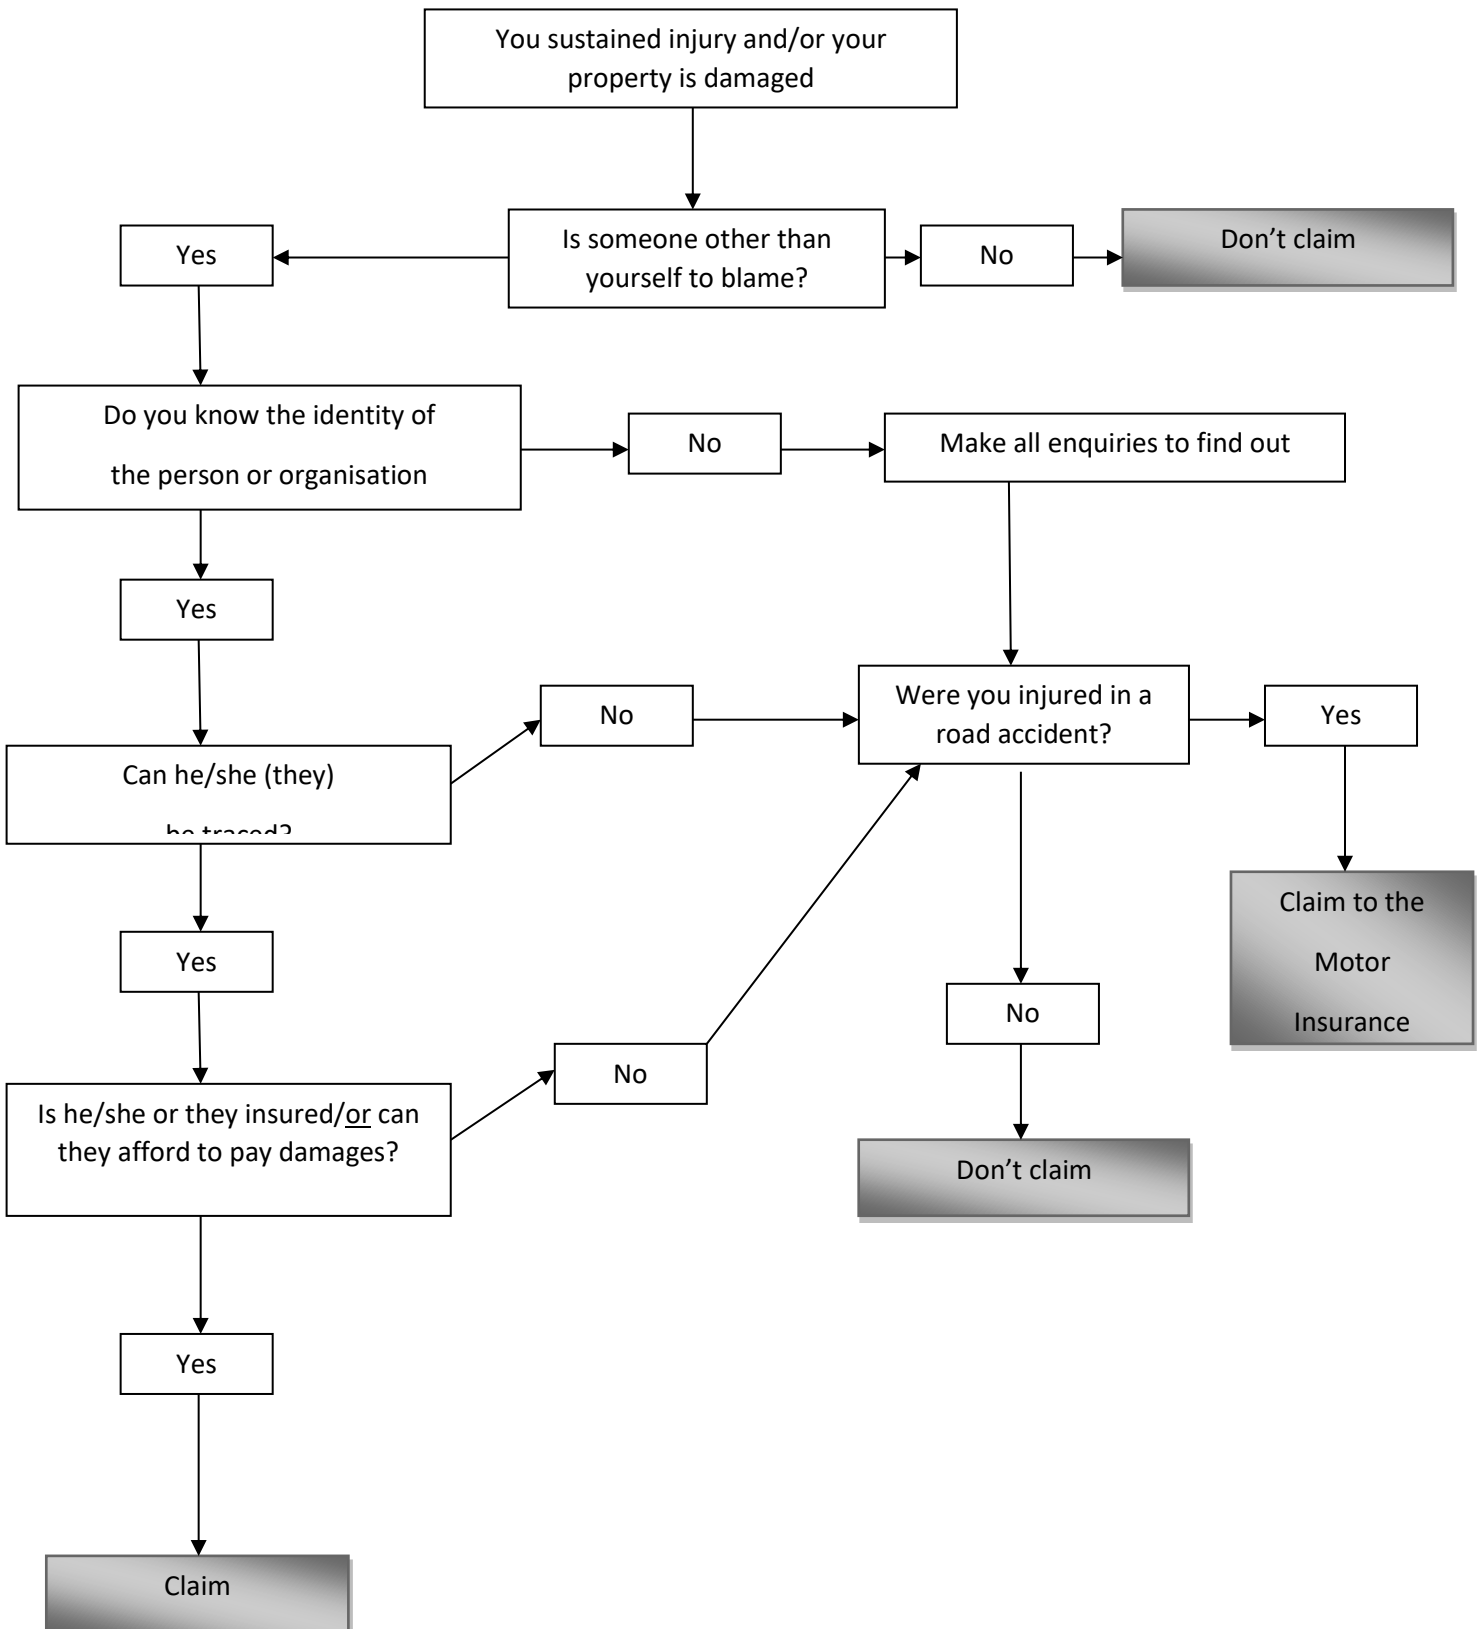 You sustained injury and/or your
property is damaged
Is someone other than
yourself to blame?
Yes
No
Don’t claim
Do you know the identity of
the person or organisation
No
Make all enquiries to find out
Yes
Were you injured in a
road accident?
Yes
No
Can he/she (they)
be traced?
Claim to the
Motor
Insurance
Yes
No
No
Is he/she or they insured/or can
they afford to pay damages?
Don’t claim
Yes
Claim